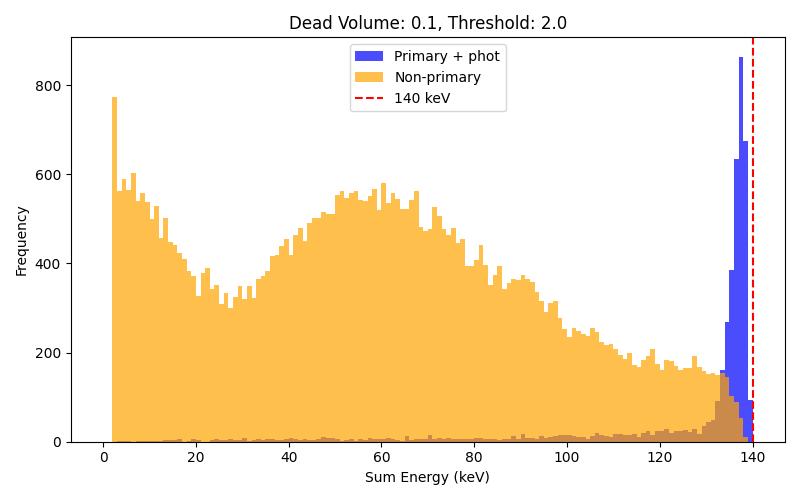 Dead Volume: 0.1, Threshold: 2.0
Primary + phot
Non-primary
140 keV
Frequency
800
600
400
200
0
0 20 40 60 80 100 120 140
Sum Energy (keV)